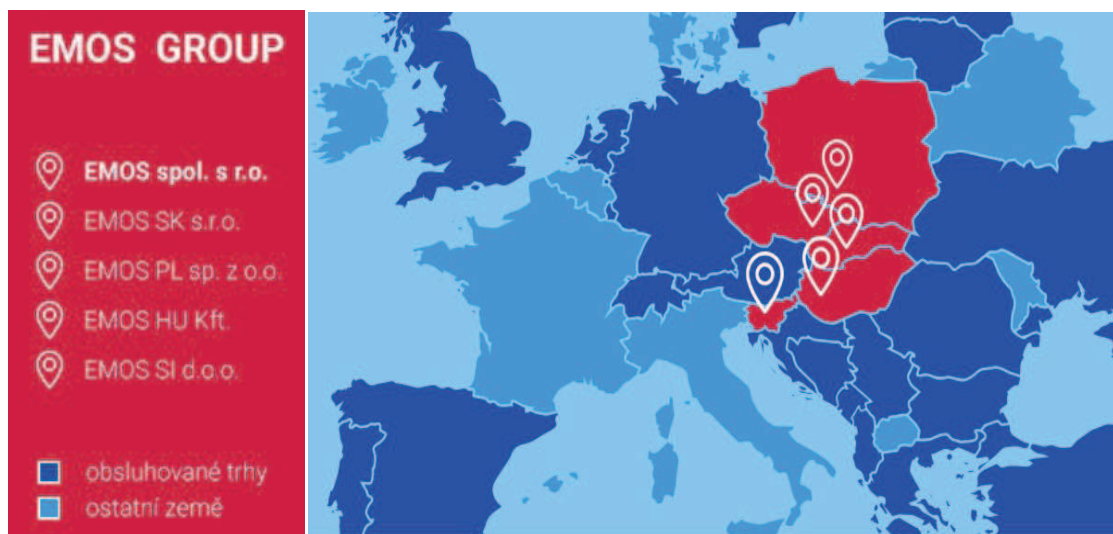 EMOS GROUP
EMOS spol. s r.o.
EMOS SK s.r.o.
EMOS PL sp. z o.o.
EMOS HU Kft.
EMOS SI d.o.o.
obsluhované trhy
ostatní země